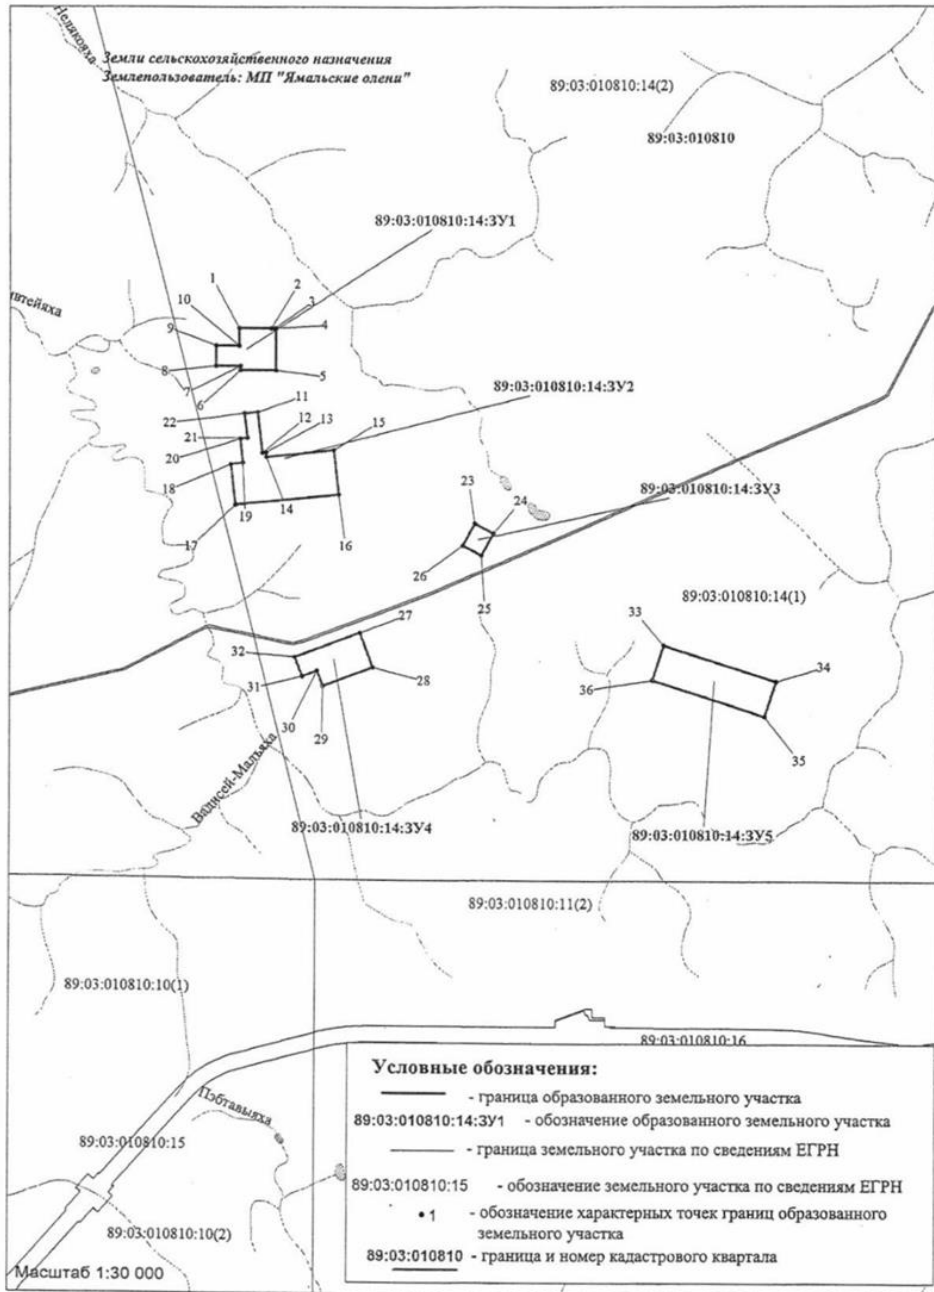 Недякояха
Земли сельскохозяйственного назначения
Землепользователь: МП "Ямальские олени"
89:03:010810:14(2)
89:03:010810
89:03:010810:14:ЗУ1
1
2
3
4
10
9
8
7
6
5
11
89:03:010810:14:ЗУ2
22
12
13
15
21
20
18
19
14
17
16
23
24
89:03:010810:14:ЗУ3
26
25
89:03:010810:14(1)
27
33
32
28
34
31
36
30
29
35
Вадисей-Мальяха
89:03:010810:14:ЗУ4
89:03:010810:14:ЗУ5
89:03:010810:11(2)
89:03:010810:10(1)
89:03:010810:16
Пэбтавыяха
89:03:010810:15
89:03:010810:10(2)
Масштаб 1:30 000
Условные обозначения:
- граница образованного земельного участка
89:03:010810:14:ЗУ1 - обозначение образованного земельного участка
- граница земельного участка по сведениям ЕГРН
89:03:010810:15 - обозначение земельного участка по сведениям ЕГРН
• 1 - обозначение характерных точек границ образованного
земельного участка
89:03:010810 - граница и номер кадастрового квартала